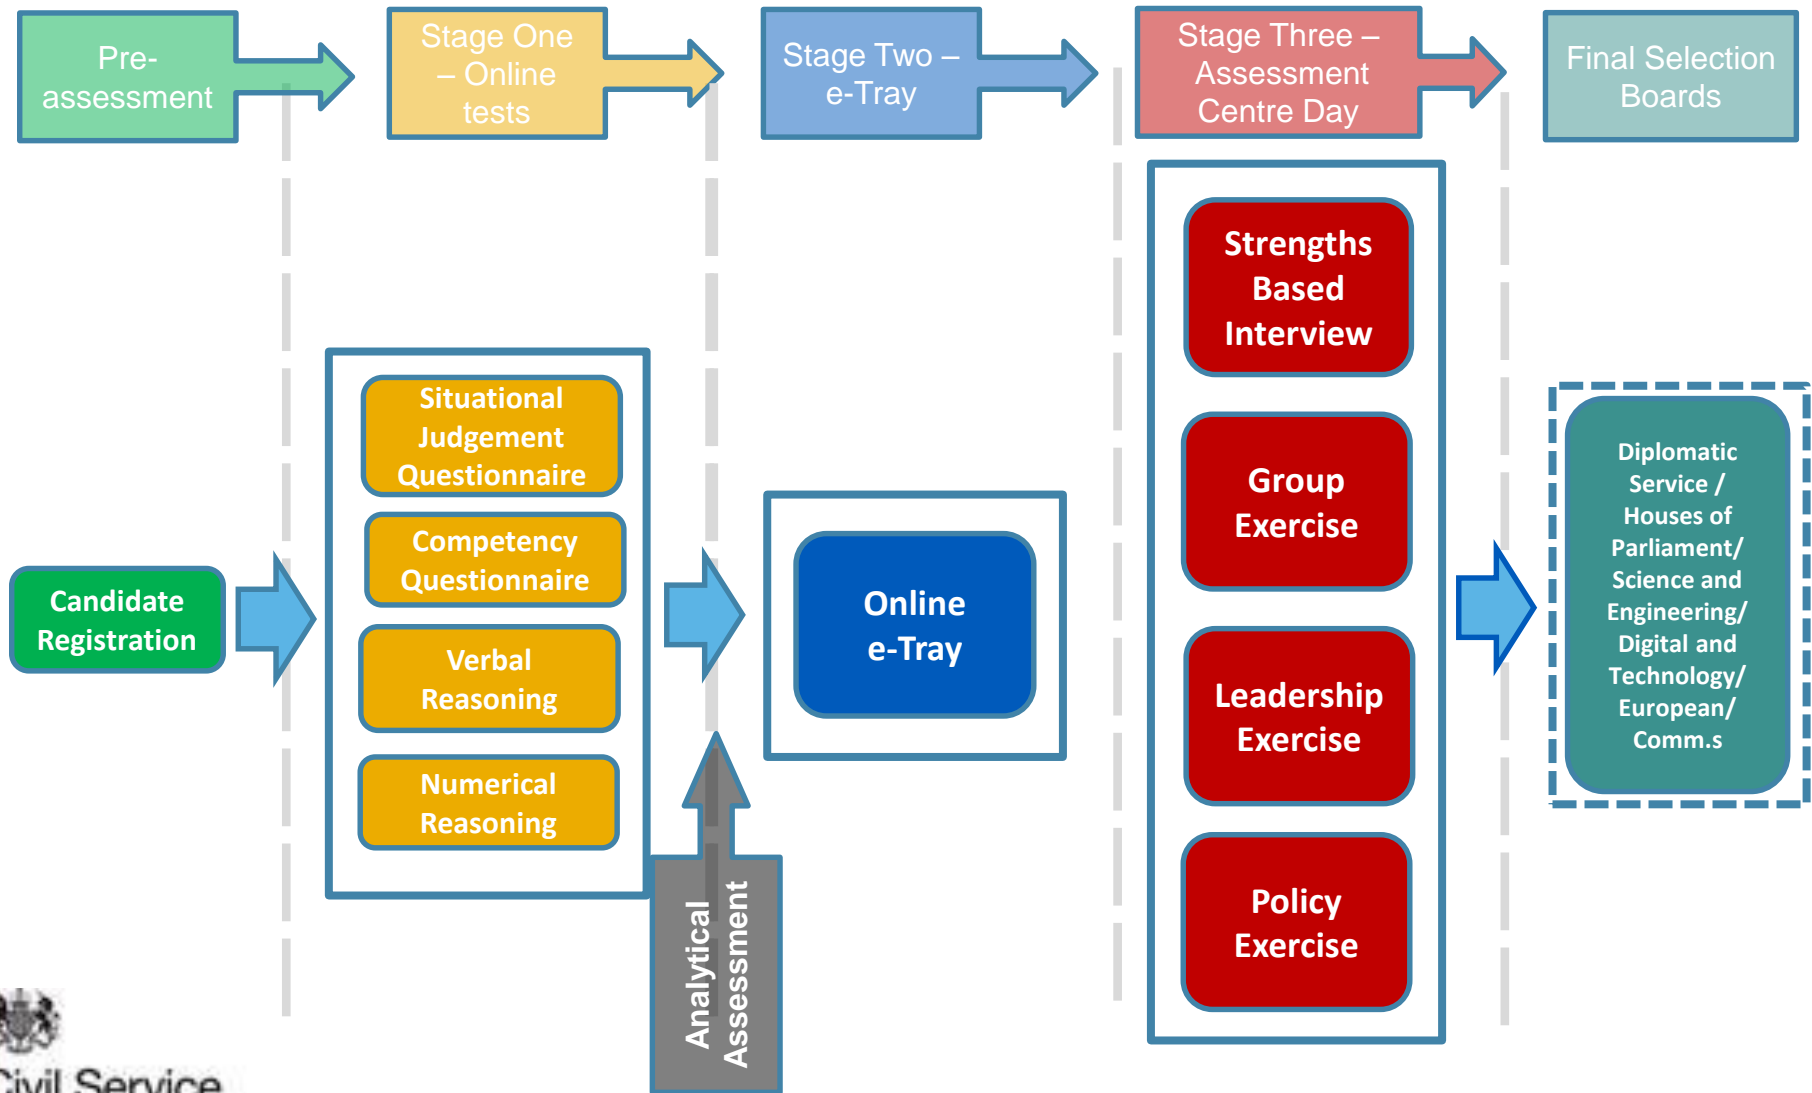 Pre-
assessment
Stage One
– Online
tests
Stage Two –
e-Tray
Stage Three –
Assessment
Centre Day
Final Selection
Boards
Candidate
Registration
Situational
Judgement
Questionnaire
Competency
Questionnaire
Verbal
Reasoning
Numerical
Reasoning
Analytical
Assessment
Online
e-Tray
Strengths
Based
Interview
Group
Exercise
Leadership
Exercise
Policy
Exercise
Diplomatic
Service /
Houses of
Parliament/
Science and
Engineering/
Digital and
Technology/
European/
Comm.s
Civil Service